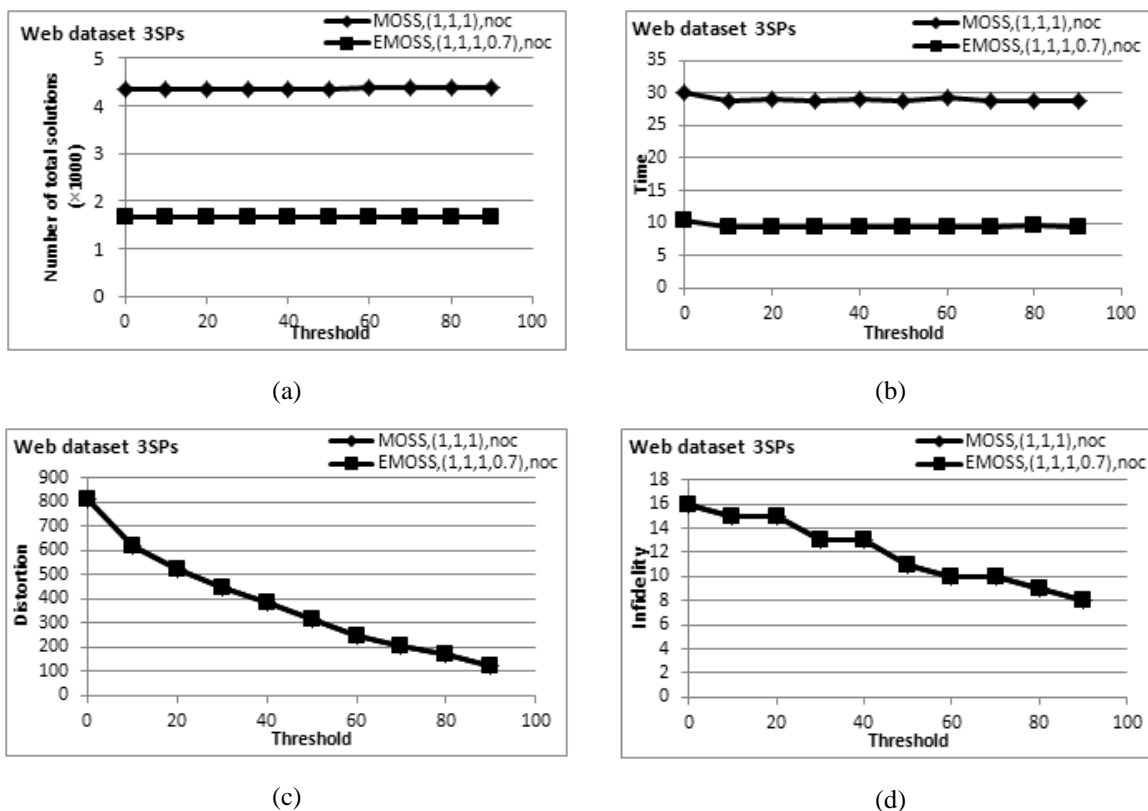 Web dataset 3SPs
MOSS,(1,1,1),noc
EMOSS,(1,1,1,0.7),noc
Number of total solutions
(×1000)
5
4
3
2
1
0
0 20 40 60 80 100
Threshold
(a)
Web dataset 3SPs
MOSS,(1,1,1),noc
EMOSS,(1,1,1,0.7),noc
Time
35
30
25
20
15
10
5
0
0 20 40 60 80 100
Threshold
(b)
Web dataset 3SPs
MOSS,(1,1,1),noc
EMOSS,(1,1,1,0.7),noc
Distortion
900
800
700
600
500
400
300
200
100
0
0 20 40 60 80 100
Threshold
(c)
Web dataset 3SPs
MOSS,(1,1,1),noc
EMOSS,(1,1,1,0.7),noc
Infidelity
18
16
14
12
10
8
6
4
2
0
0 20 40 60 80 100
Threshold
(d)